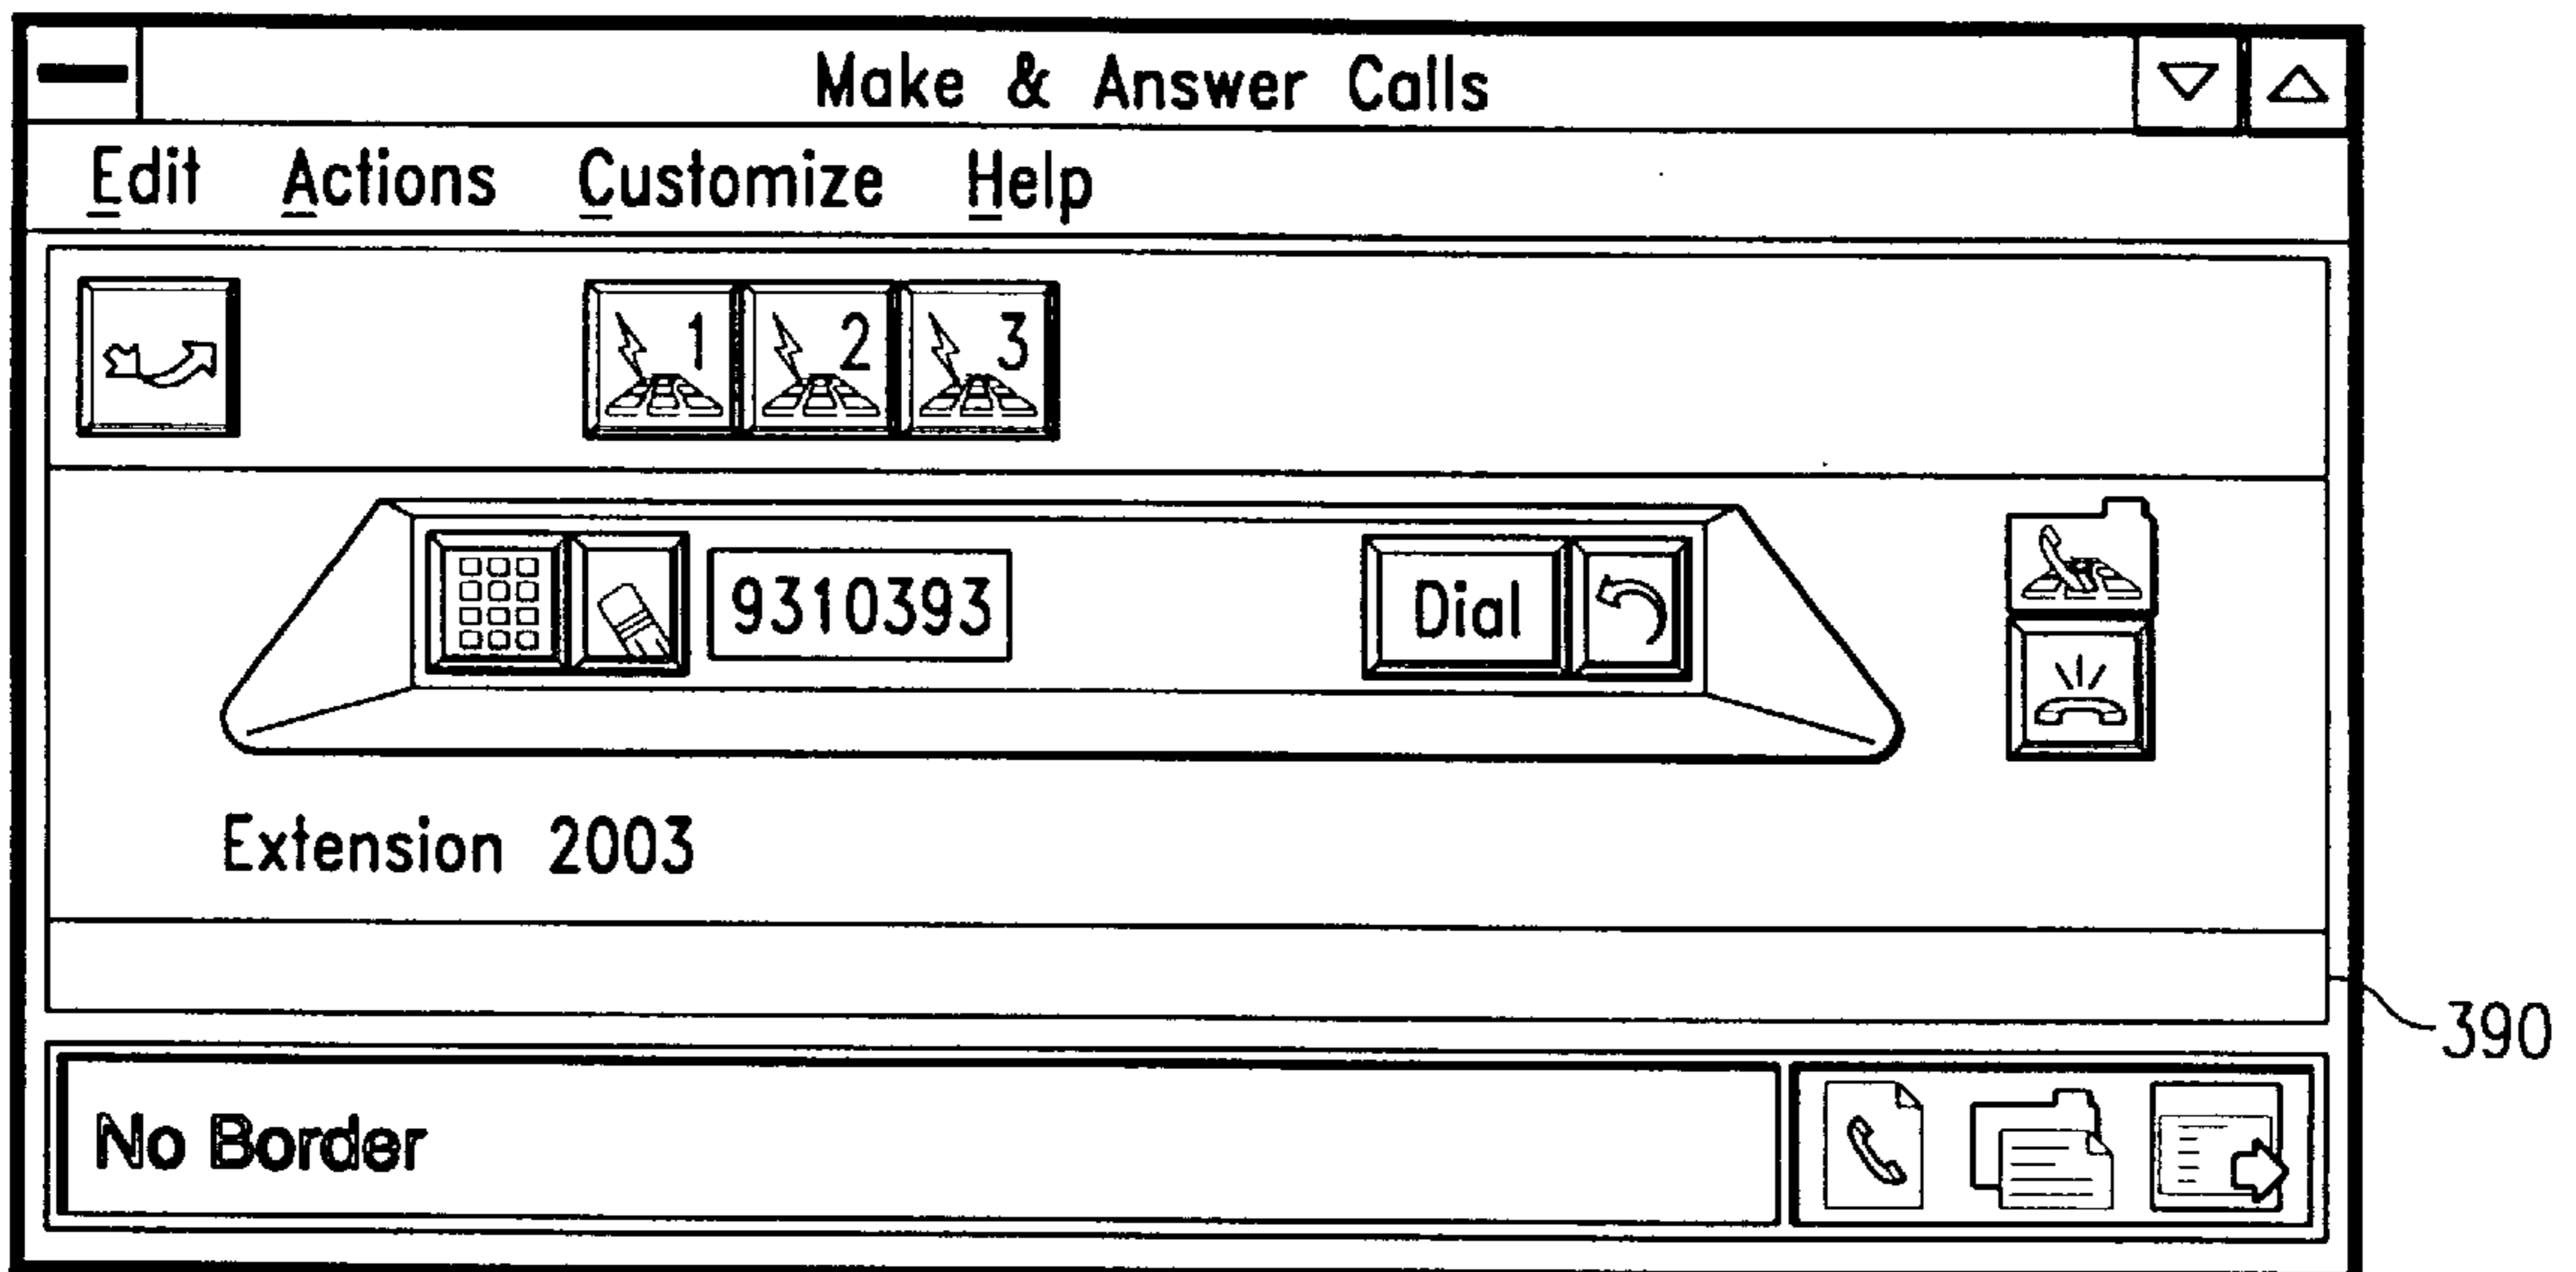 Make & Answer Calls
Edit Actions Customize Help
1 2 3
9310393 Dial
Extension 2003
390
No Border